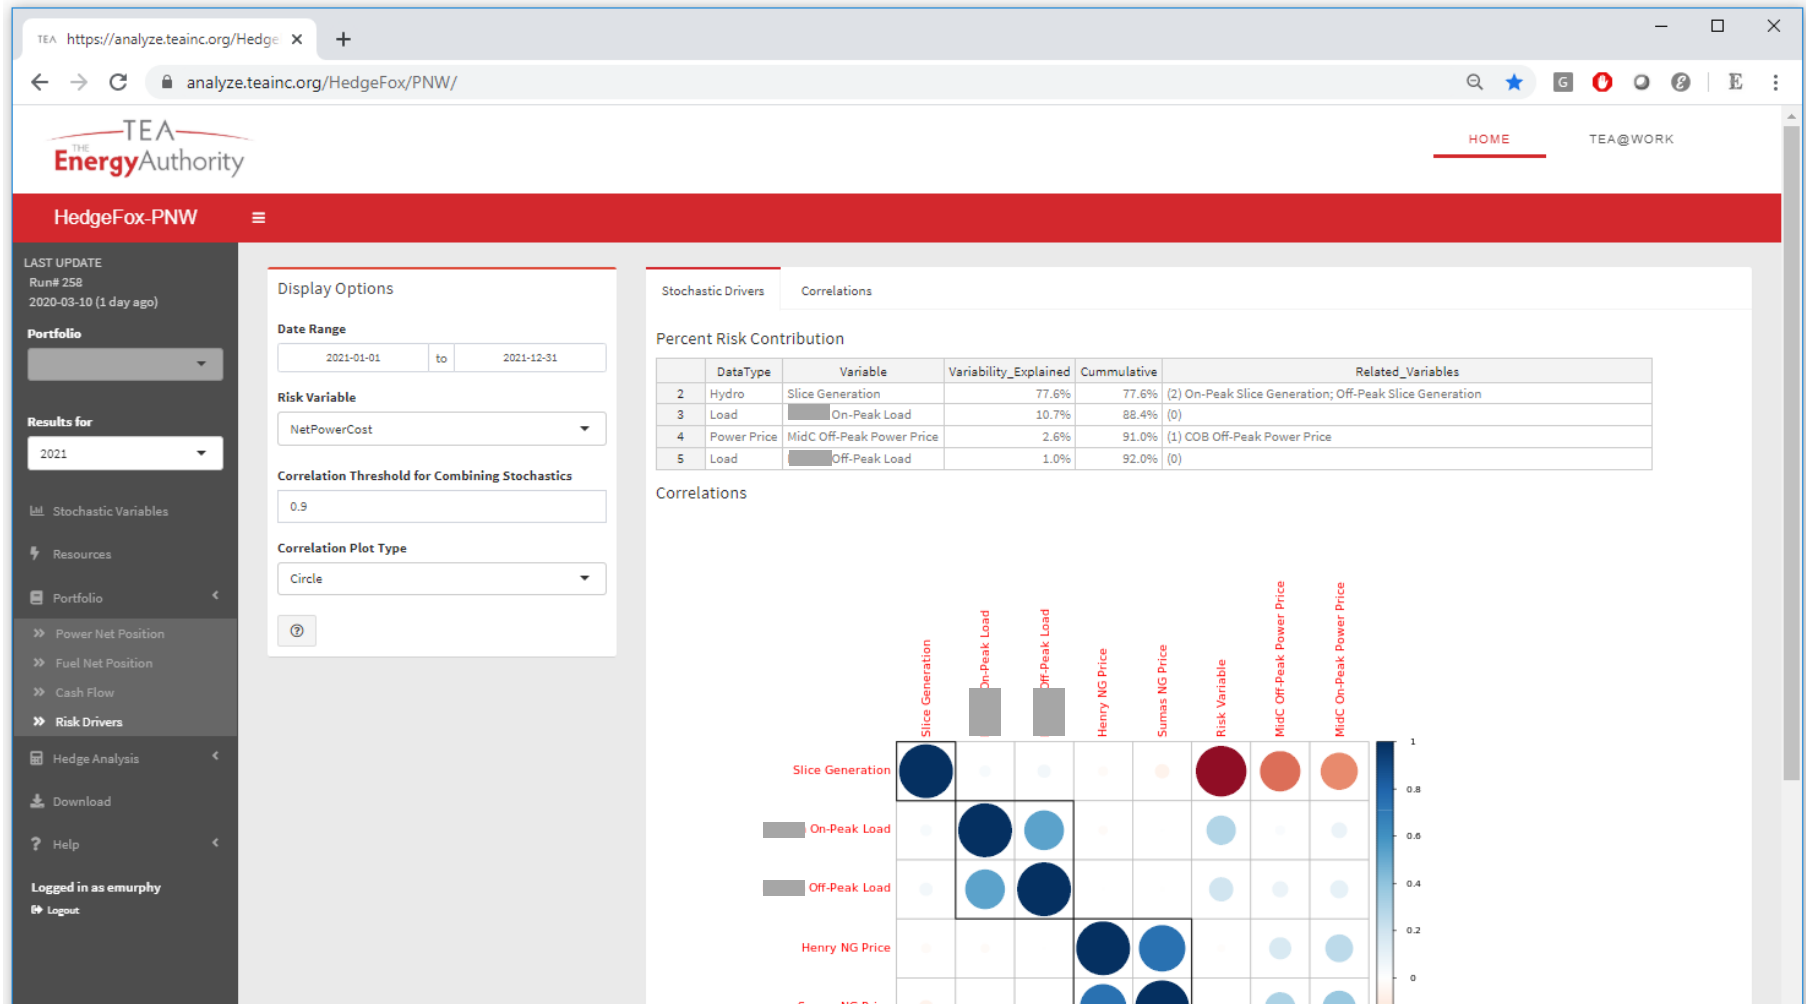 TEA https://analyze.teainc.org/Hedge
analyze.teainc.org/HedgeFox/PNW/
TEA
THE
EnergyAuthority
HOME TEA@WORK
HedgeFox-PNW
LAST UPDATE
Run# 258
2020-03-10 (1 day ago)
Portfolio
Results for
2021
Stochastic Variables
Resources
Portfolio
Power Net Position
Fuel Net Position
Cash Flow
Risk Drivers
Hedge Analysis
Download
Help
Logged in as emurphy
Logout
Display Options
Date Range
2021-01-01 to 2021-12-31
Risk Variable
NetPowerCost
Correlation Threshold for Combining Stochastics
0.9
Correlation Plot Type
Circle
Stochastic Drivers Correlations
Percent Risk Contribution
DataType Variable Variability_Explained Cummulative Related_Variables
2 Hydro Slice Generation 77.6% 77.6% (2) On-Peak Slice Generation; Off-Peak Slice Generation
3 Load On-Peak Load 10.7% 88.4% (0)
4 Power Price MidC Off-Peak Power Price 2.6% 91.0% (1) COB Off-Peak Power Price
5 Load Off-Peak Load 1.0% 92.0% (0)
Correlations
Slice Generation
On-Peak Load
Off-Peak Load
Henry NG Price
Sumas NG Price
Risk Variable
MidC Off-Peak Power Price
MidC On-Peak Power Price
Slice Generation
On-Peak Load
Off-Peak Load
Henry NG Price
1
0.8
0.6
0.4
0.2
0